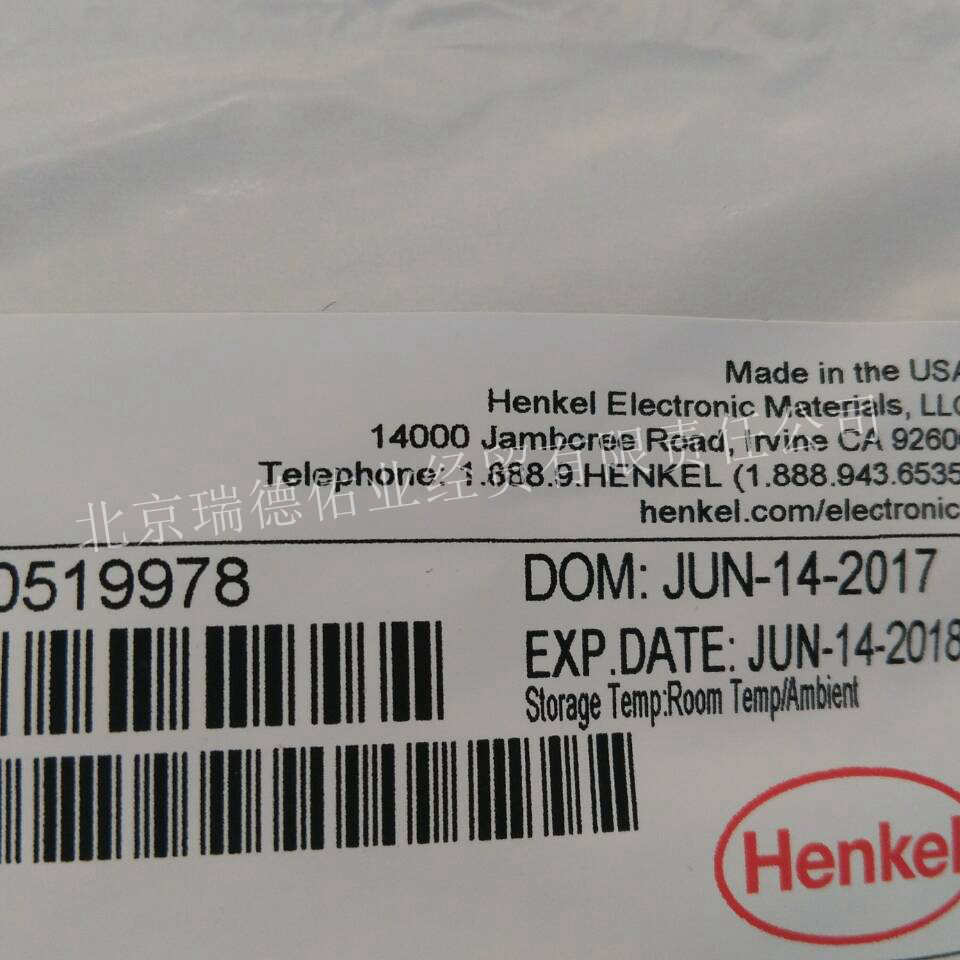 Made in the USA
Henkel Electronic Materials, LLC
14000 Jamboree Road, Irvine CA 9260
Telephone: 1.888.9.HENKEL (1.888.943.6535
henkel.com/electronic
北京瑞德佑业经贸有限责任公司
0519978
DOM: JUN-14-2017
EXP.DATE: JUN-14-2018
Storage Temp:Room Temp/Ambient
Henkel